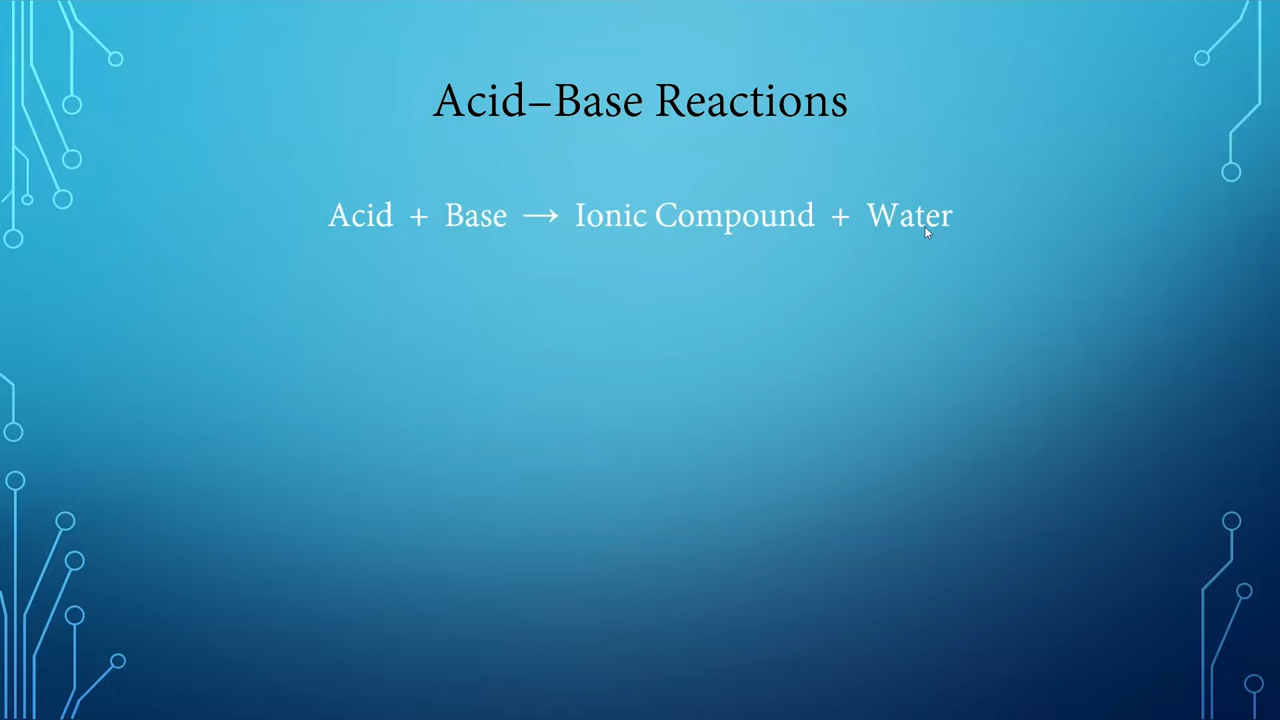 Acid–Base Reactions
Acid + Base → Ionic Compound + Water